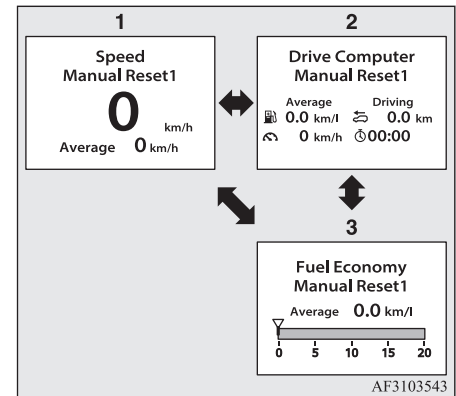 1
Speed
Manual Reset1
0 km/h
Average 0 km/h
2
Drive Computer
Manual Reset1
Average Driving
0.0 km/l 0.0 km
0 km/h 00:00
3
Fuel Economy
Manual Reset1
Average 0.0 km/l
0 5 10 15 20
AF3103543